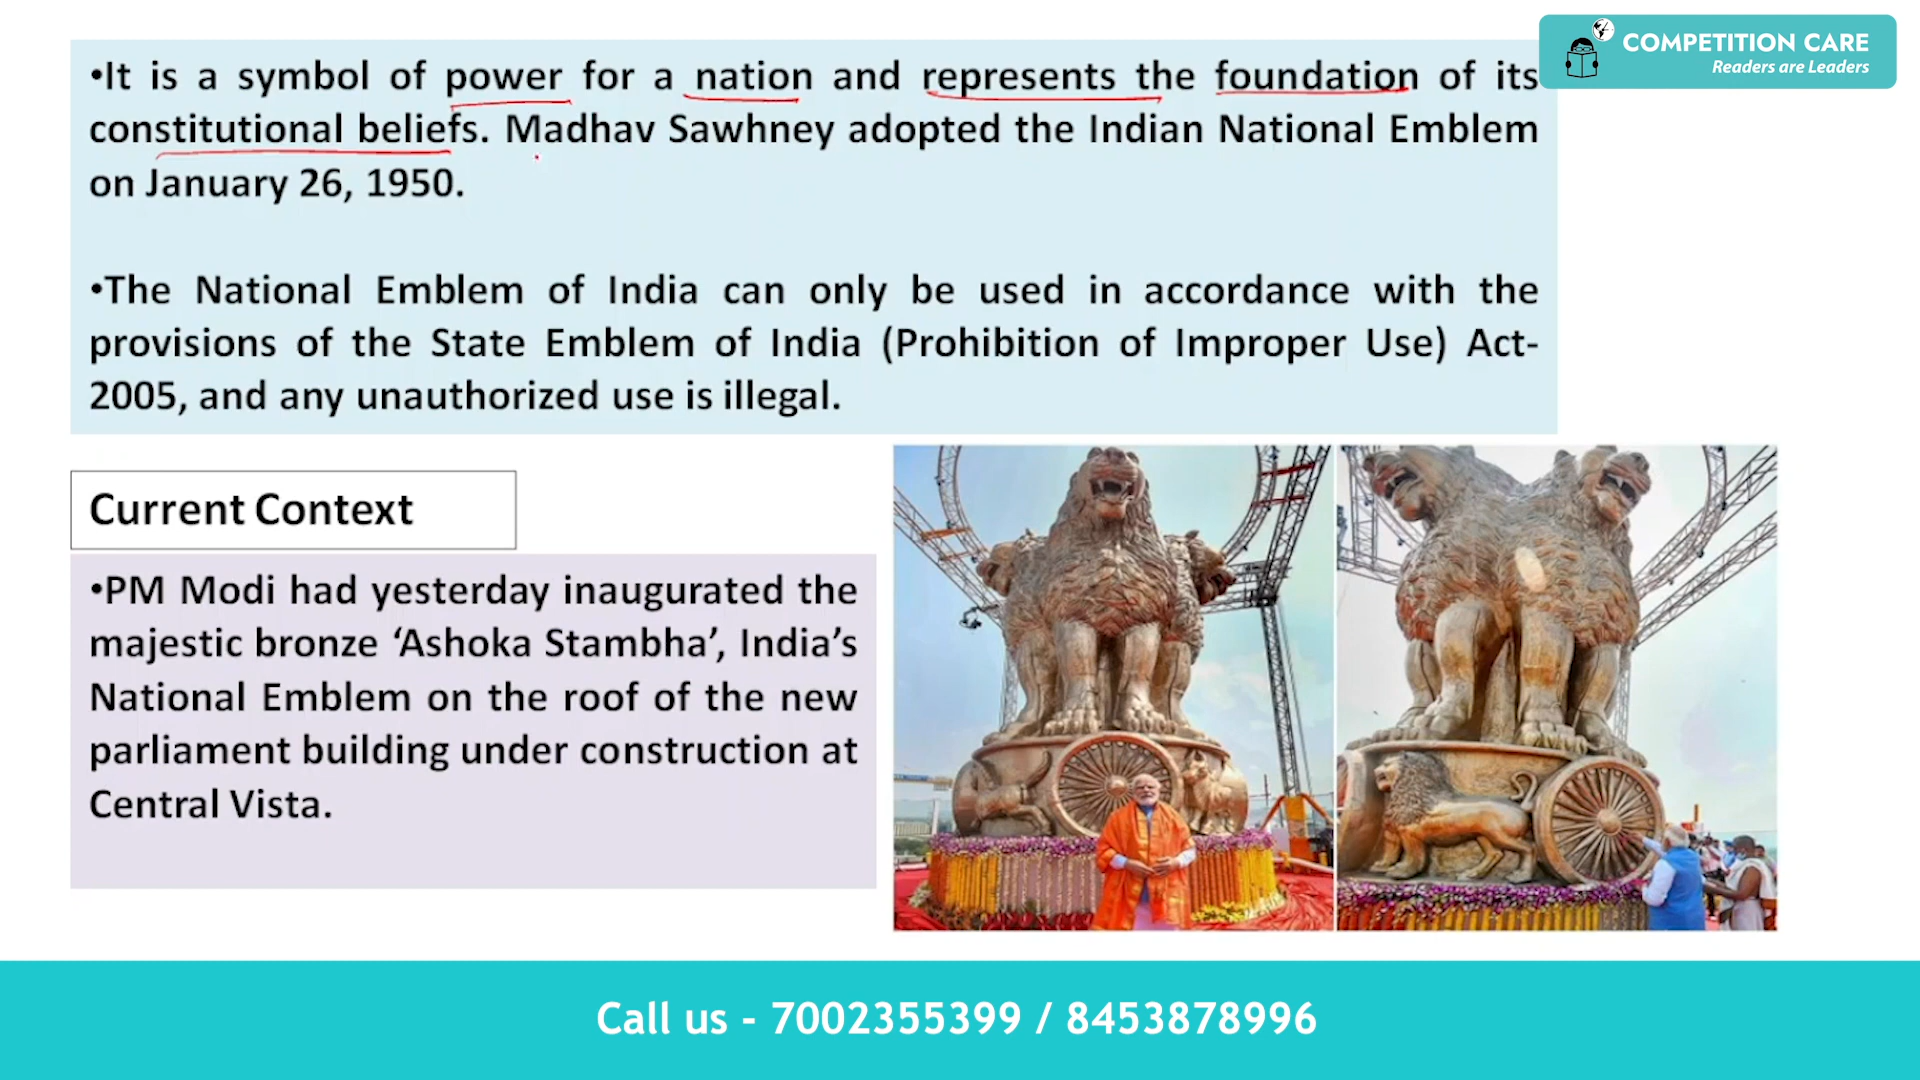 COMPETITION CARE
Readers are Leaders
•It is a symbol of power for a nation and represents the foundation of its
constitutional beliefs. Madhav Sawhney adopted the Indian National Emblem
on January 26, 1950.
•The National Emblem of India can only be used in accordance with the
provisions of the State Emblem of India (Prohibition of Improper Use) Act-
2005, and any unauthorized use is illegal.
Current Context
•PM Modi had yesterday inaugurated the
majestic bronze ‘Ashoka Stambha’, India’s
National Emblem on the roof of the new
parliament building under construction at
Central Vista.
Call us - 7002355399 / 8453878996